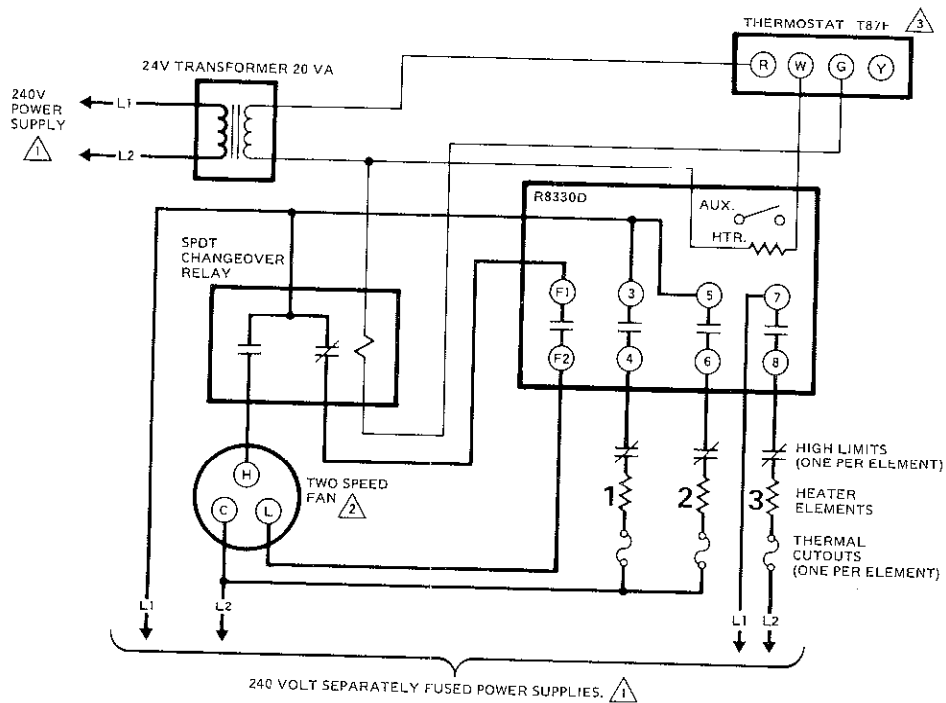 THERMOSTAT T87F 3
R W G Y
24V TRANSFORMER 20 VA
240V
POWER
SUPPLY
1
L1
L2
R8330D
AUX.
HTR.
SPDT
CHANGEOVER
RELAY
F1 3 5 7
F2 4 6 8
H
C L
TWO SPEED
FAN 2
1 2 3
HIGH LIMITS
(ONE PER ELEMENT)
HEATER
ELEMENTS
THERMAL
CUTOUTS
(ONE PER ELEMENT)
L1 L2 L1 L2
240 VOLT SEPARATELY FUSED POWER SUPPLIES. 1